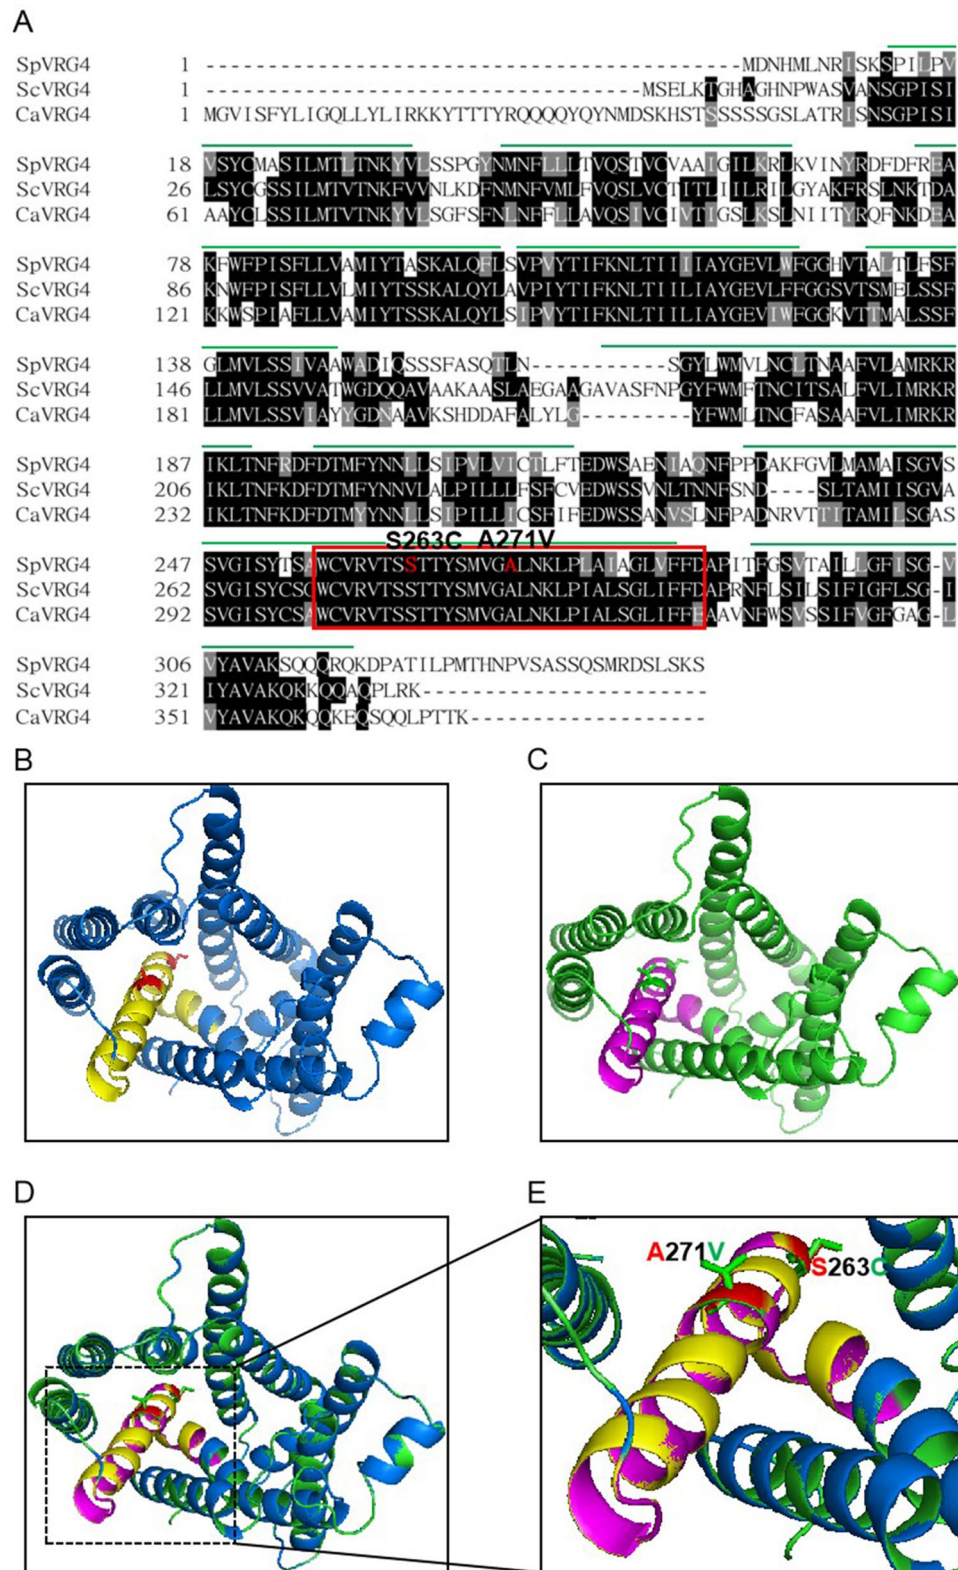 A
SpVRG4 1 --------------------------------------MDNHMLNRISKSPILPV
ScVRG4 1 -------------------------------MSELKTGHAGHNPWASVANSGPISI
CaVRG4 1 MGVISFYLIGQLLYLIRKKYTTTYRQQQQYQYNMDSKHSTSSSSSGSLATRISNSGPISI
SpVRG4 18 VSYCMASILMTLTNKYVLSSPGYNMNFLLLTVQSTVCVAAIGILKRLKVINYRDFDFREA
ScVRG4 26 LSYCGSSILMTVTNKFVVNLKDFNMNFVMLFVQSLVCTITLIILRILGYAKFRSLNKTDA
CaVRG4 61 AAYCLSSILMTVTNKYVLSGFSFNLNFFLLAVQSIVCIVTIGSLKSLNIITYRQFNKDEA
SpVRG4 78 KFWFPISFLLVAMIYTASKALQFLSVPVYTIFKNLTIIIIAYGEVLWFGGHVTALTLFSF
ScVRG4 86 KNWFPISFLLVLMIYTSSKALQYLAVPIYTIFKNLTIILIAYGEVLFFGGSVTSMELSSF
CaVRG4 121 KKWSPIAFLLVAMIYTSSKALQYLSIPVYTIFKNLTIILIAYGEVIWFGGKVTTMALSSF
SpVRG4 138 GLMVLSSIVAAWADIQSSSFASQTLN-----------SGYLWMVLNCLTNAAFVLAMRKR
ScVRG4 146 LLMVLSSVVATWGDQQAVAAKAASLAEGAAGAVASFNPGYFWMFTNCITSALFVLIMRKR
CaVRG4 181 LLMVLSSVIAYYGDNAAVKSHDDAFALYLG---------YFWMLTNCFASAAFVLIMRKR
SpVRG4 187 IKLTNFRDFDTMFYNNLLSIPVLVICTLFTEDWSAENIAQNFPPDAKFGVLMAMAISGVS
ScVRG4 206 IKLTNFKDFDTMFYNNVLALPILLLFSFCVEDWSSVNLTNNFSND----SLTAMIISGVA
CaVRG4 232 IKLTNFKDFDTMYYNNLLSIPILLICSFIFEDWSSANVSLNFPADNRVTTITAMILSGAS
S263C A271V
SpVRG4 247 SVGISYTSAWCVRVTSSTTYSMVGALNKLPLAIAGLVFFDAPITFGSVTAILLGFISG-V
ScVRG4 262 SVGISYCSGWCVRVTSSTTYSMVGALNKLPIALSGLIFFDAPRNFLSILSIFIGFLSG-I
CaVRG4 292 SVGISYCSAWCVRVTSSTTYSMVGALNKLPIALSGLIFFEAAVNFWSVSSIFVGFGAG-L
SpVRG4 306 VYAVAKSQQQRQKDPATILPMTHNPVSASSQSMRDSLSKS
ScVRG4 321 IYAVAKQKKQQAQPLRK-----------------------
CaVRG4 351 VYAVAKQKQQKEQSQQLPTTK-------------------
B C
D E
A271V S263C